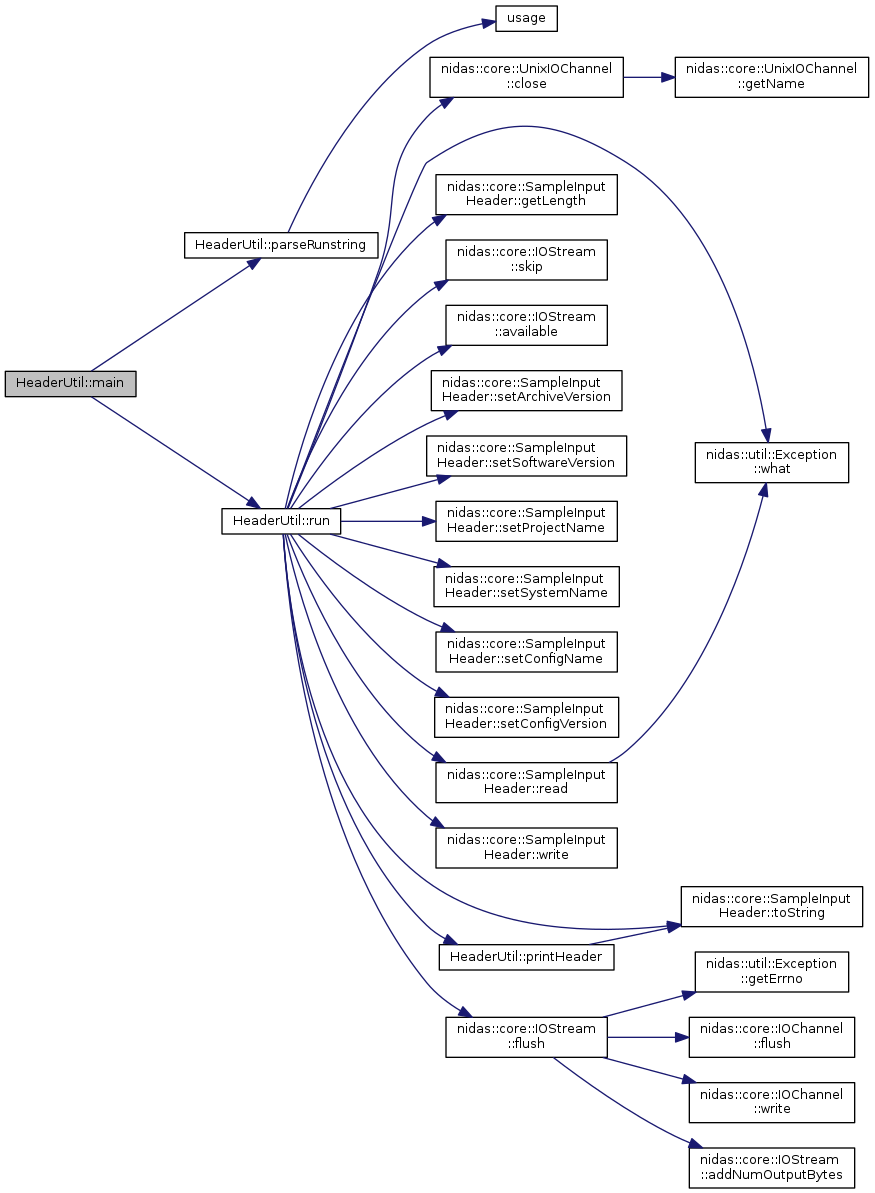 usage
nidas::core::UnixIOChannel
::close
nidas::core::UnixIOChannel
::getName
nidas::core::SampleInput
Header::getLength
HeaderUtil::parseRunstring
nidas::core::IOStream
::skip
nidas::core::IOStream
::available
HeaderUtil::main
nidas::core::SampleInput
Header::setArchiveVersion
nidas::core::SampleInput
Header::setSoftwareVersion
nidas::util::Exception
::what
HeaderUtil::run
nidas::core::SampleInput
Header::setProjectName
nidas::core::SampleInput
Header::setSystemName
nidas::core::SampleInput
Header::setConfigName
nidas::core::SampleInput
Header::setConfigVersion
nidas::core::SampleInput
Header::read
nidas::core::SampleInput
Header::write
nidas::core::SampleInput
Header::toString
HeaderUtil::printHeader
nidas::util::Exception
::getErrno
nidas::core::IOStream
::flush
nidas::core::IOChannel
::flush
nidas::core::IOChannel
::write
nidas::core::IOStream
::addNumOutputBytes